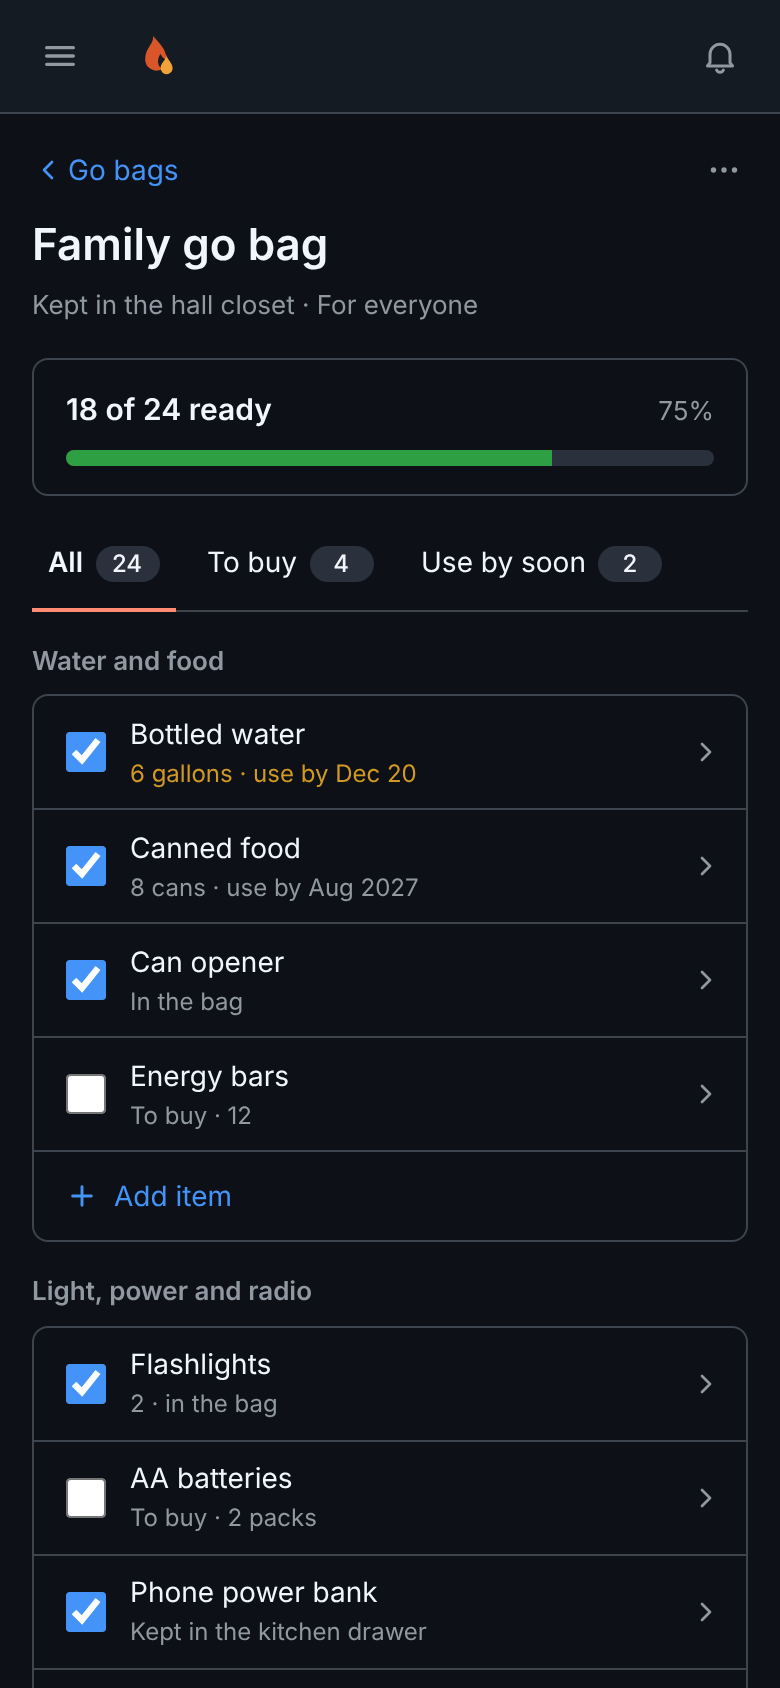 Go bags
Family go bag
Kept in the hall closet · For everyone
18 of 24 ready 75%
All 24 To buy 4 Use by soon 2
Water and food
Bottled water
6 gallons · use by Dec 20
Canned food
8 cans · use by Aug 2027
Can opener
In the bag
Energy bars
To buy · 12
Add item
Light, power and radio
Flashlights
2 · in the bag
AA batteries
To buy · 2 packs
Phone power bank
Kept in the kitchen drawer